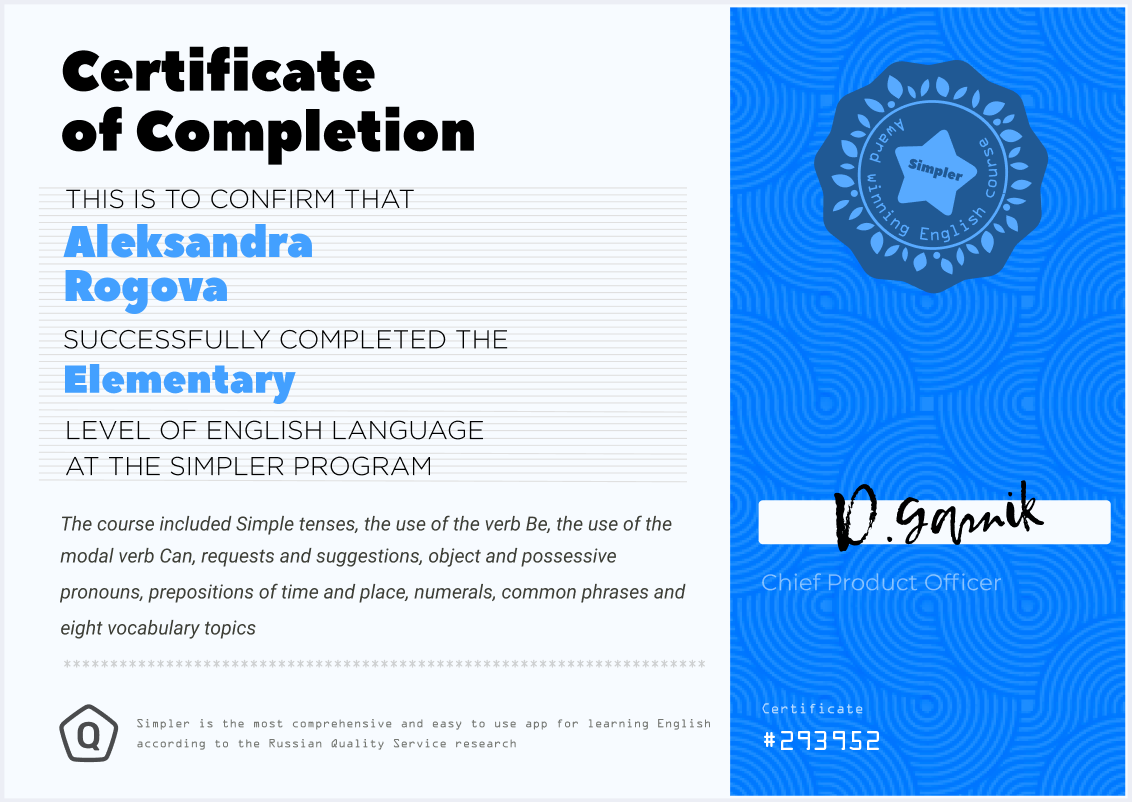 Certificate
of Completion
THIS IS TO CONFIRM THAT
Aleksandra
Rogova
SUCCESSFULLY COMPLETED THE
Elementary
LEVEL OF ENGLISH LANGUAGE
AT THE SIMPLER PROGRAM
The course included Simple tenses, the use of the verb Be, the use of the
modal verb Can, requests and suggestions, object and possessive
pronouns, prepositions of time and place, numerals, common phrases and
eight vocabulary topics
**********************************************************************
Q
Simpler is the most comprehensive and easy to use app for learning English
according to the Russian Quality Service research
Award winning English course
Simpler
D. Garnik
Chief Product Officer
Certificate
#293952